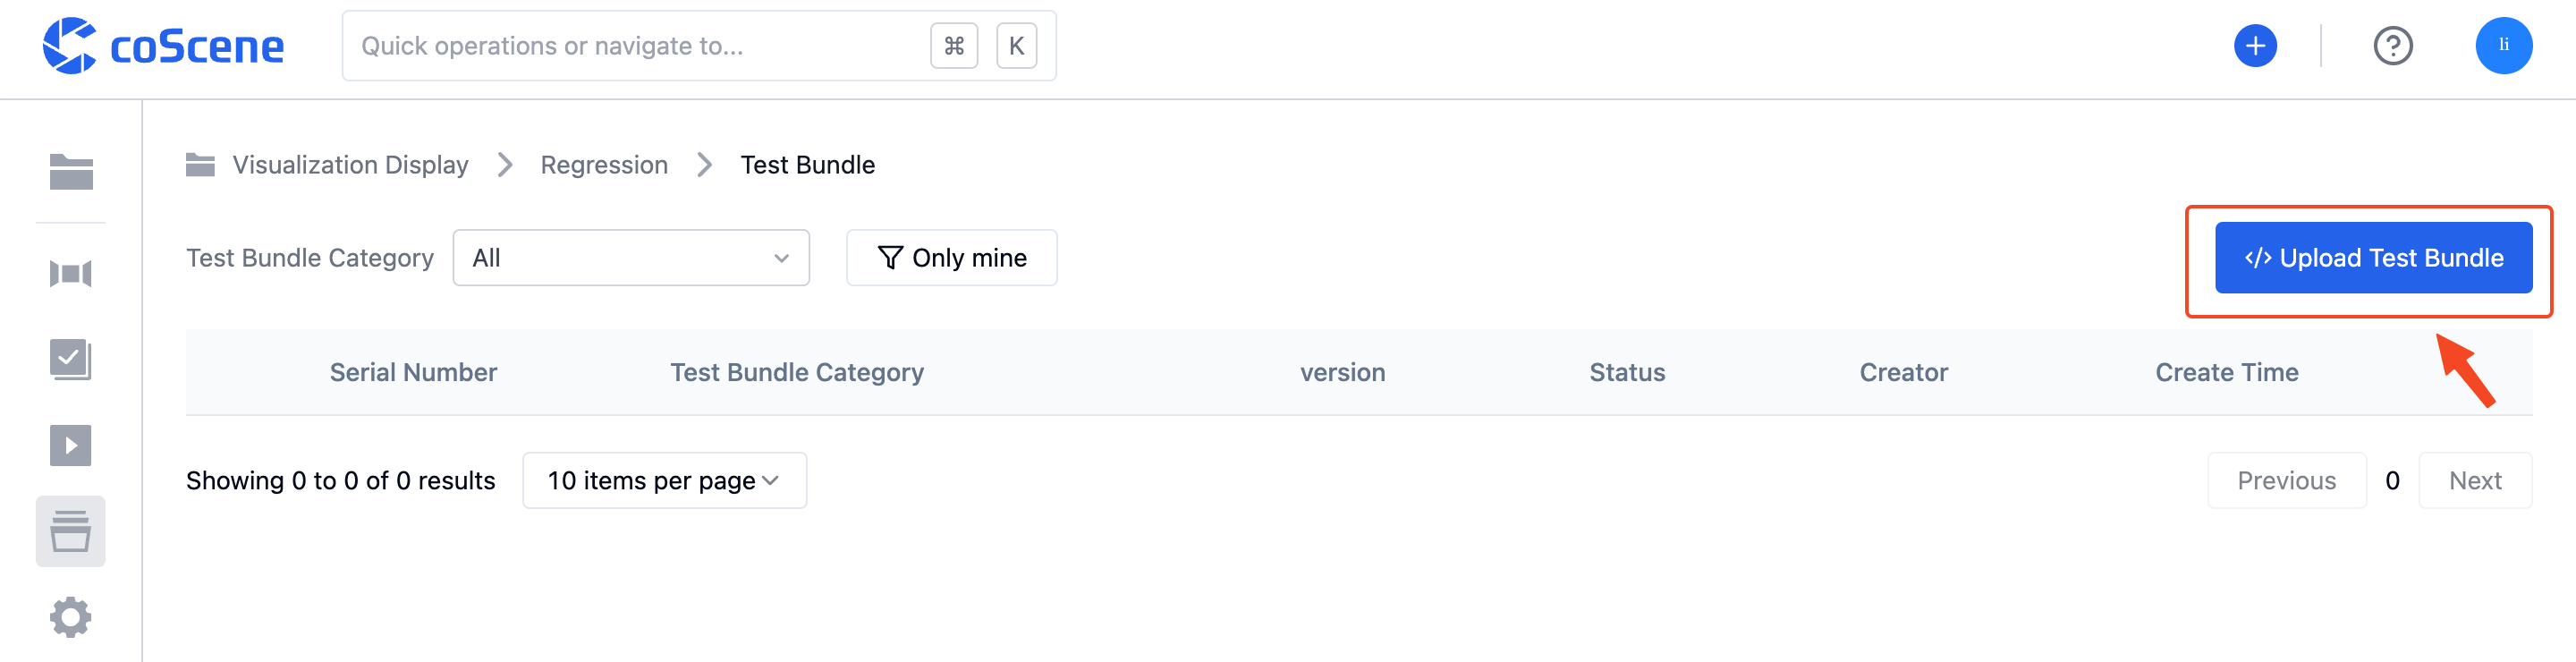 coScene
Quick operations or navigate to...
⌘ K
li
Visualization Display
Regression
Test Bundle
Test Bundle Category
All
Only mine
</> Upload Test Bundle
Serial Number
Test Bundle Category
version
Status
Creator
Create Time
Showing 0 to 0 of 0 results
10 items per page
Previous
0
Next